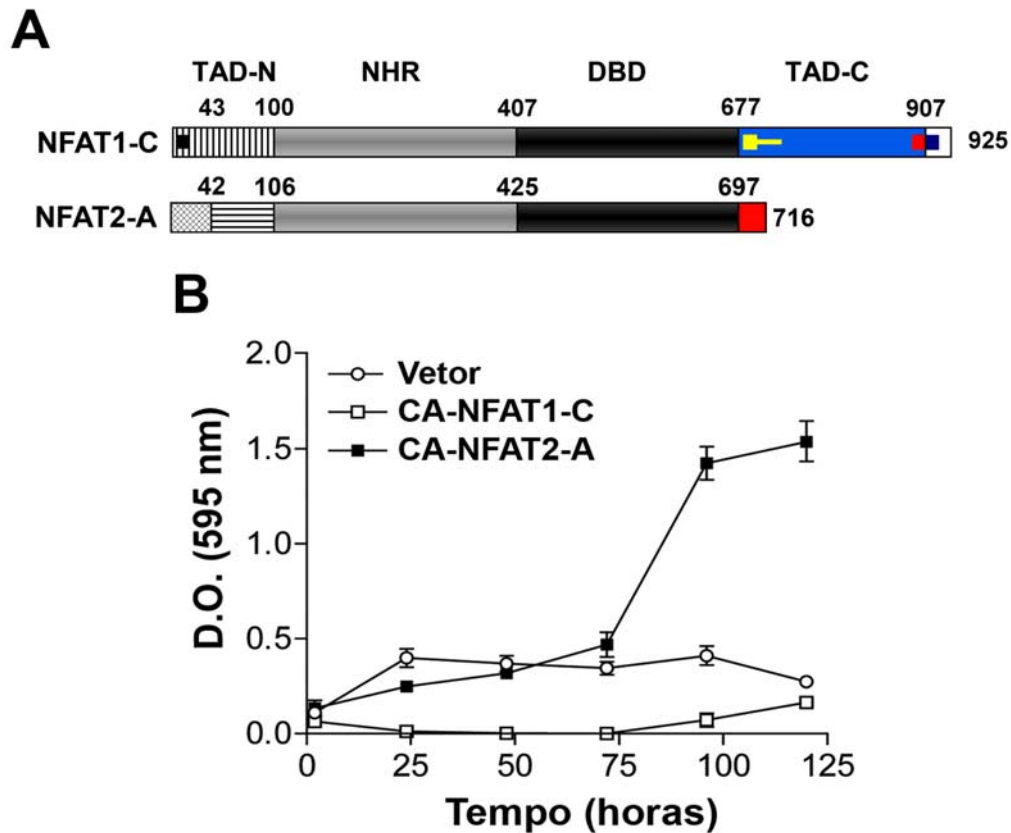 A
TAD-N NHR DBD TAD-C
43 100 407 677 907
NFAT1-C 925
42 106 425 697
NFAT2-A 716
B
2.0
Vetor
CA-NFAT1-C
1.5
CA-NFAT2-A
1.0
0.5
0.0
0 25 50 75 100 125
D.O. (595 nm)
Tempo (horas)